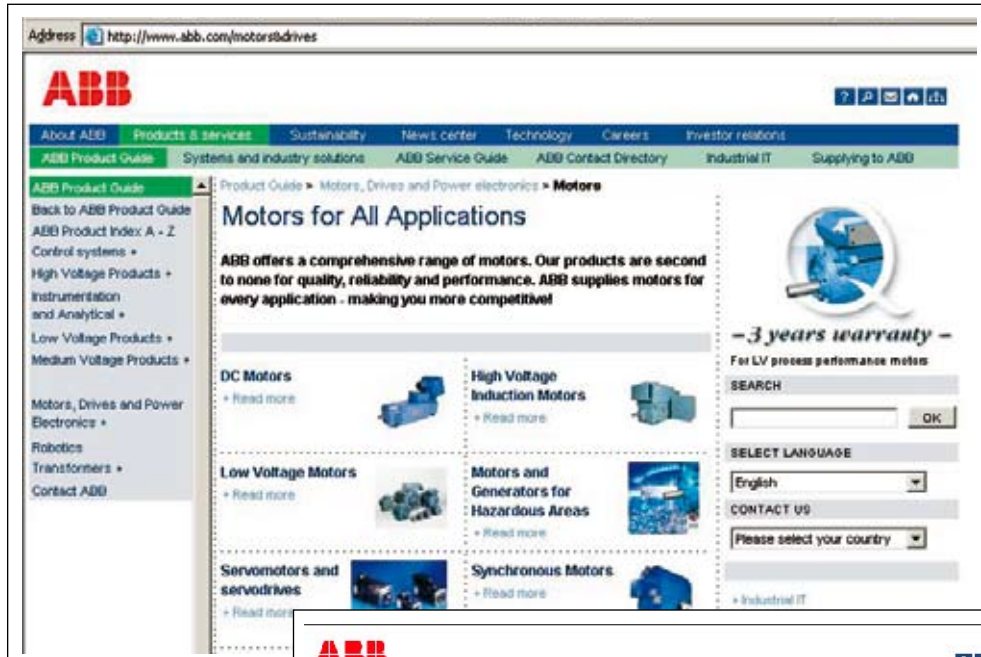 Address http://www.abb.com/motors&drives
ABB
About ABB Products & services Sustainability News center Technology Careers Investor relations
ABB Product Guide Systems and industry solutions ABB Service Guide ABB Contact Directory Industrial IT Supplying to ABB
ABB Product Guide
Back to ABB Product Guide
ABB Product Index A - Z
Control systems +
High Voltage Products +
Instrumentation
and Analytical +
Low Voltage Products +
Medium Voltage Products +
Motors, Drives and Power
Electronics +
Robotics
Transformers +
Contact ABB
Product Guide » Motors, Drives and Power electronics » Motors
Motors for All Applications
ABB offers a comprehensive range of motors. Our products are second
to none for quality, reliability and performance. ABB supplies motors for
every application - making you more competitive!
DC Motors
+ Read more
High Voltage
Induction Motors
+ Read more
Low Voltage Motors
+ Read more
Motors and
Generators for
Hazardous Areas
+ Read more
Servomotors and
servodrives
+ Read more
Synchronous Motors
+ Read more
– 3 years warranty –
For LV process performance motors
SEARCH
OK
SELECT LANGUAGE
English
CONTACT US
Please select your country
+ Industrial IT
ABB